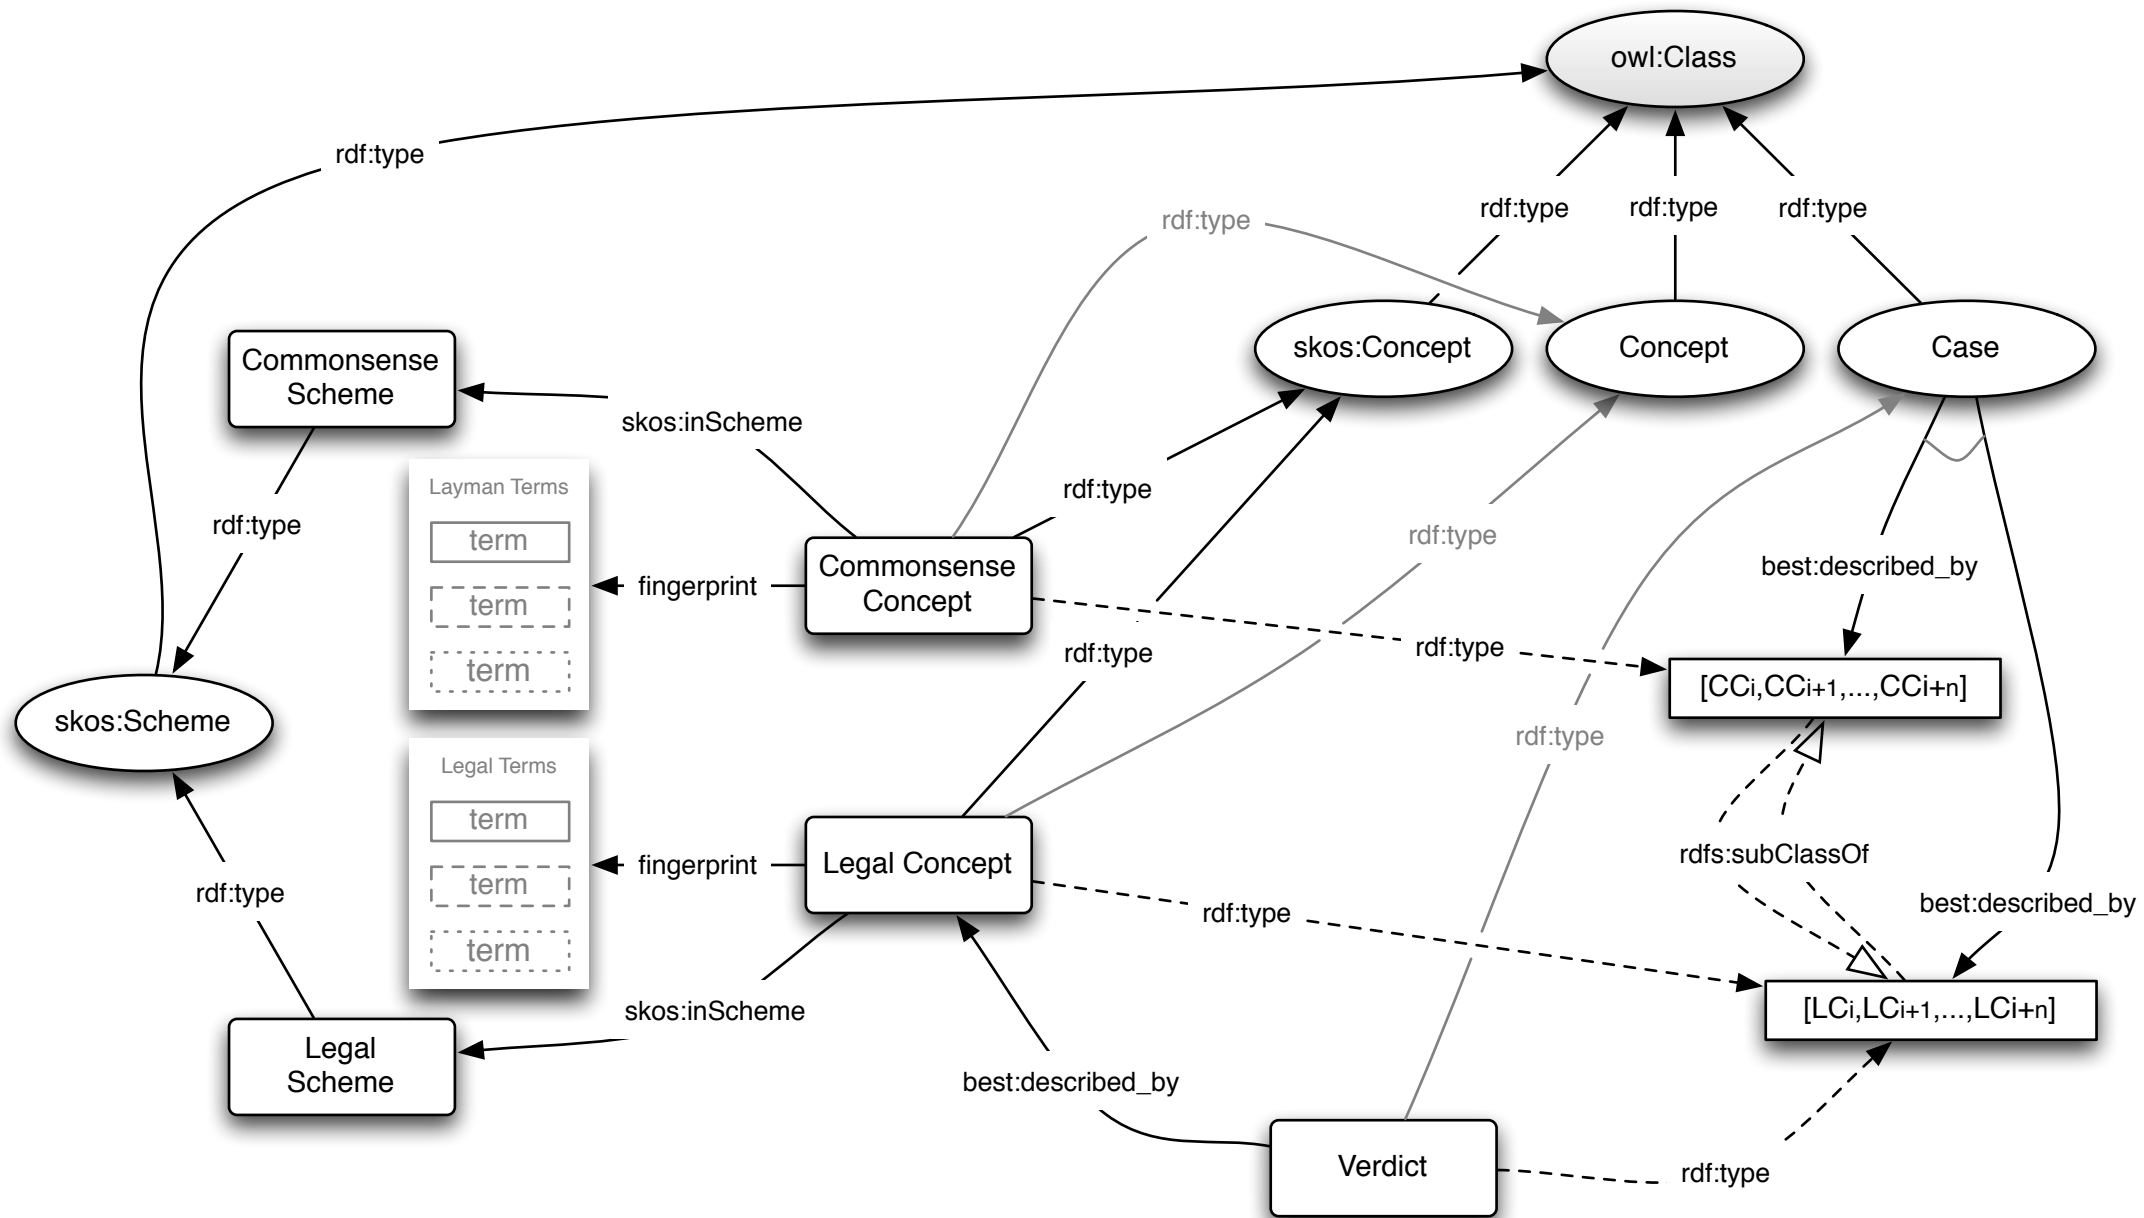 owl:Class
rdf:type
rdf:type
rdf:type
rdf:type
rdf:type
Commonsense
Scheme
skos:Concept
Concept
Case
skos:inScheme
Layman Terms
rdf:type
rdf:type
term
rdf:type
best:described_by
Commonsense
Concept
fingerprint
term
rdf:type
rdf:type
term
[CCi,CCi+1,...,CCi+n]
skos:Scheme
rdf:type
Legal Terms
term
rdfs:subClassOf
Legal Concept
fingerprint
term
rdf:type
rdf:type
best:described_by
term
skos:inScheme
[LCi,LCi+1,...,LCi+n]
Legal
Scheme
best:described_by
Verdict
rdf:type